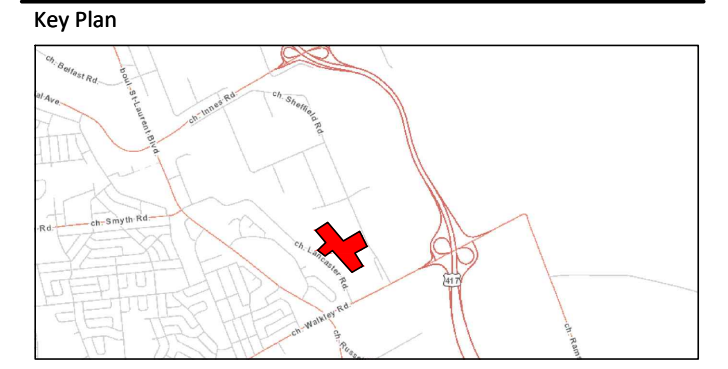 Key Plan
ch. Belfast Rd.
boul-St-Laurent Blvd
al Ave
ch. Innes Rd
ch. Sheffield Rd.
Rd.
ch. Smyth Rd.
ch. Lancaster Rd.
417
ch. Walkley Rd
ch. Russe
ch. Ram